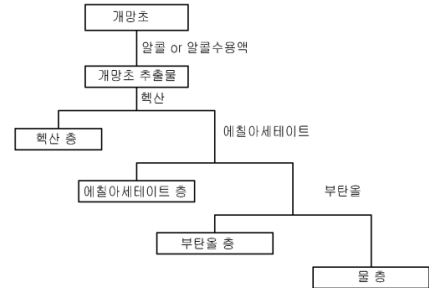 개망초
알콜 or 알콜수용액
개망초 추출물
헥산
헥산 층
에칠아세테이트
에칠아세테이트 층
부탄올
부탄올 층
물 층